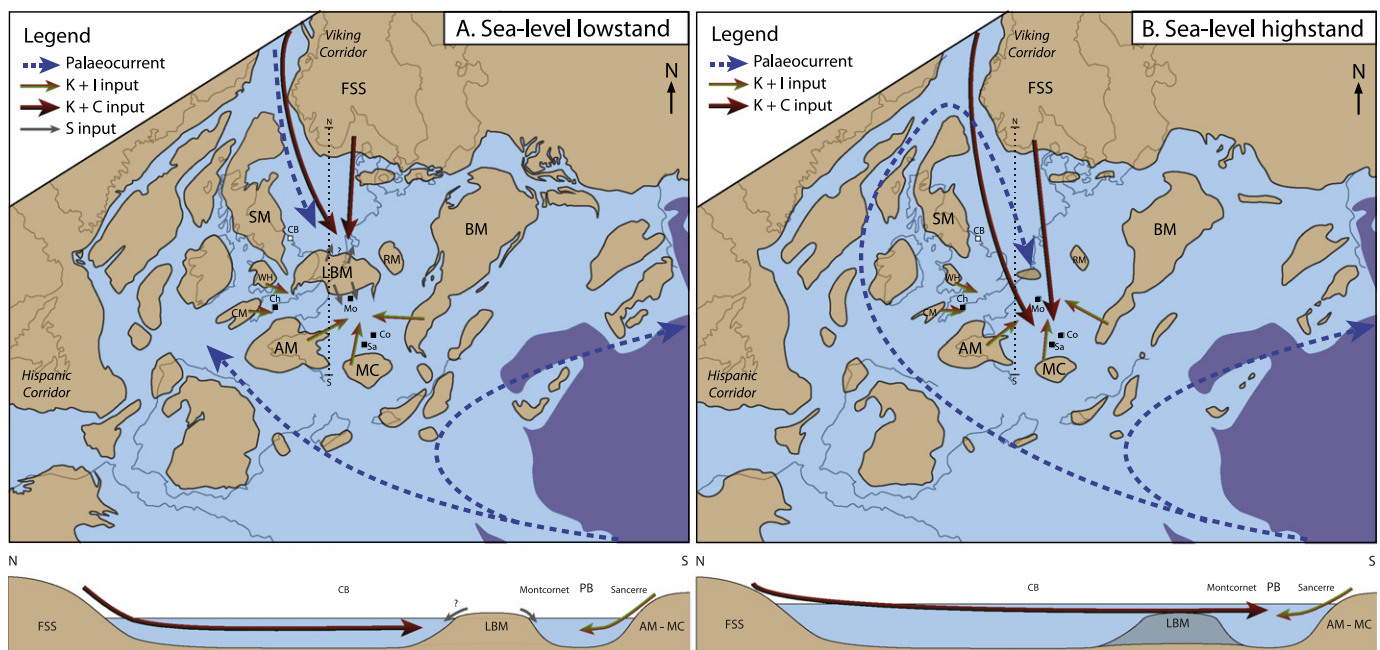 A. Sea-level lowstand
Legend
Palaeocurrent
K + I input
K + C input
S input
Viking
Corridor
FSS
N
N
SM
CB
BM
?
LBM
RM
WH
Ch
CM
Mo
Co
Sa
AM
MC
S
Hispanic
Corridor
N
S
CB
?
Montcornet
PB
Sancerre
FSS
LBM
AM – MC
B. Sea-level highstand
Legend
Palaeocurrent
K + I input
K + C input
Viking
Corridor
FSS
N
N
SM
CB
BM
RM
WH
Ch
CM
Mo
Co
Sa
AM
MC
S
Hispanic
Corridor
N
S
CB
Montcornet
PB
Sancerre
FSS
LBM
AM – MC